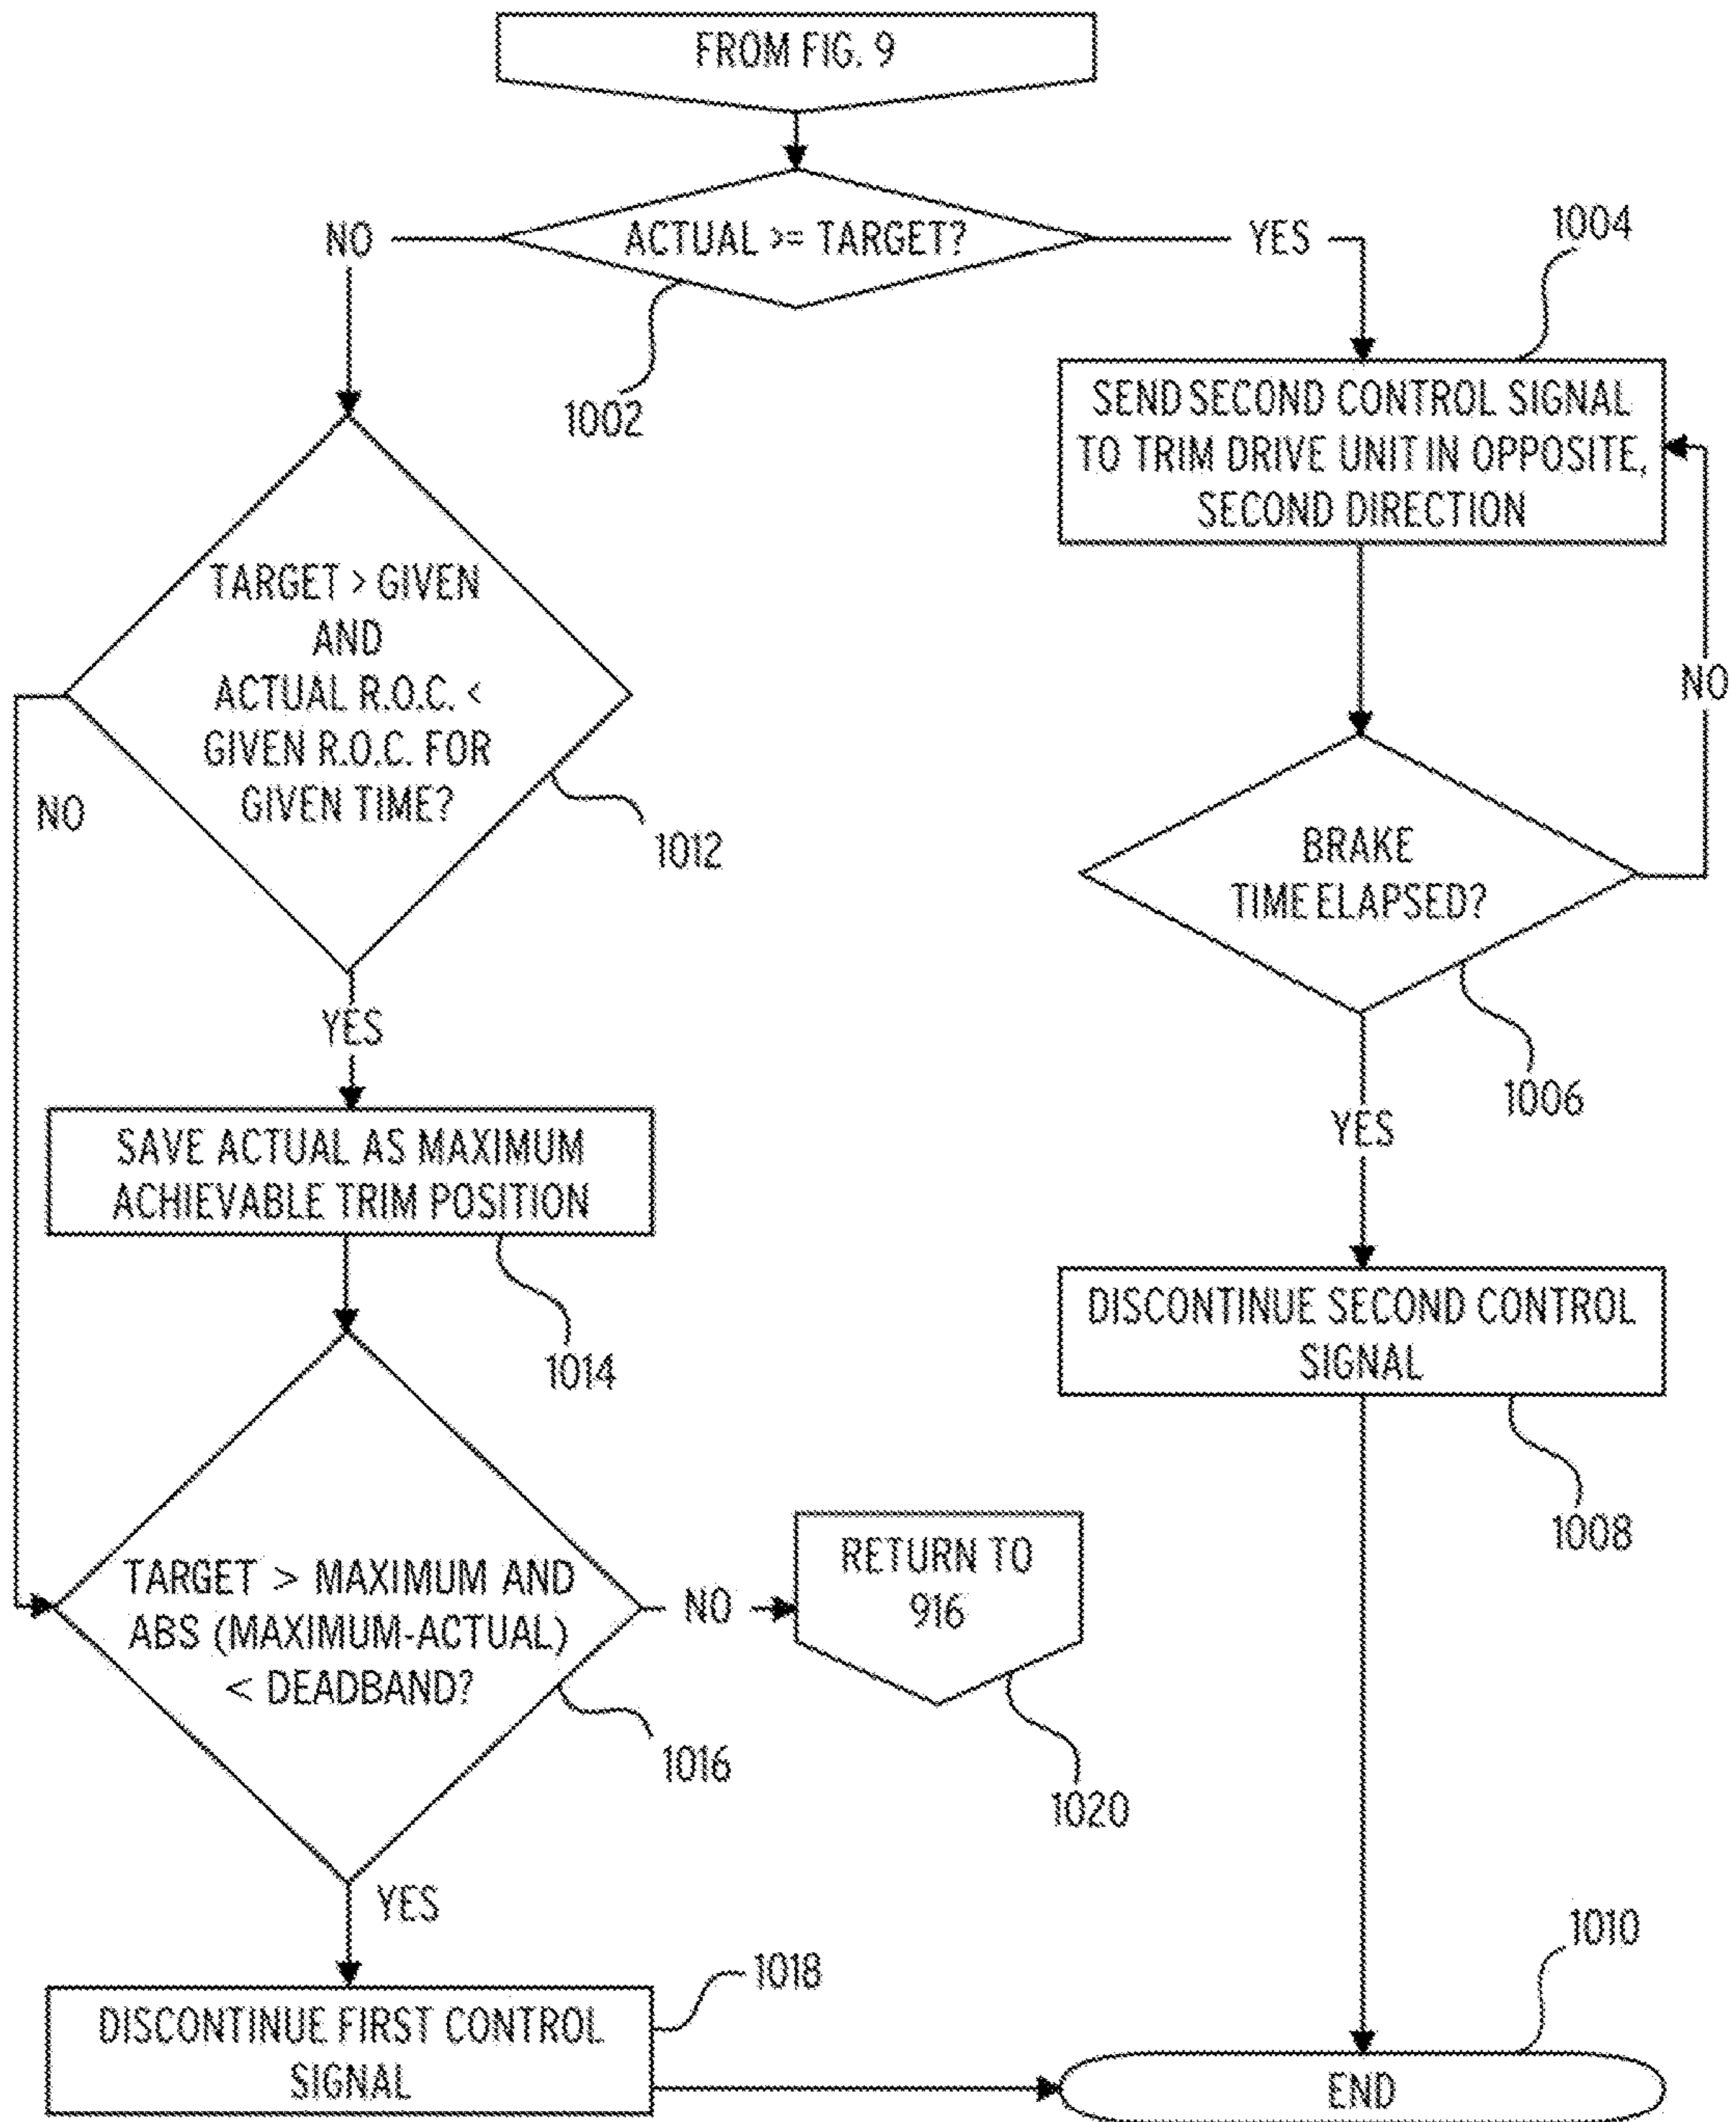 FROM FIG. 9
ACTUAL >= TARGET?
NO
YES
1002
1004
SEND SECOND CONTROL SIGNAL
TO TRIM DRIVE UNIT IN OPPOSITE,
SECOND DIRECTION
TARGET > GIVEN
AND
ACTUAL R.O.C. <
GIVEN R.O.C. FOR
GIVEN TIME?
NO
1012
YES
BRAKE
TIME ELAPSED?
NO
1006
YES
SAVE ACTUAL AS MAXIMUM
ACHIEVABLE TRIM POSITION
1014
DISCONTINUE SECOND CONTROL
SIGNAL
1008
TARGET > MAXIMUM AND
ABS (MAXIMUM-ACTUAL)
< DEADBAND?
NO
RETURN TO
916
1016
1020
YES
DISCONTINUE FIRST CONTROL
SIGNAL
1018
1010
END